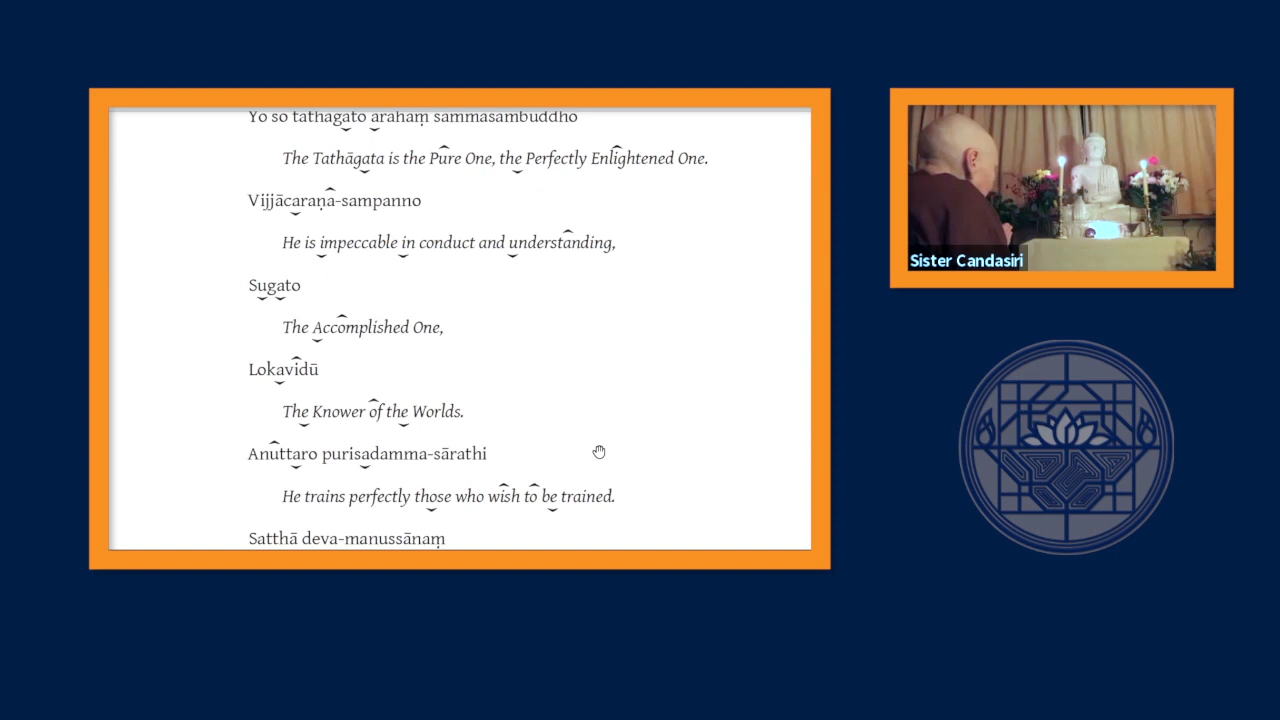 Yo so tathāgato arahaṃ sammāsambuddho
The Tathāgata is the Pure One, the Perfectly Enlightened One.
Vijjācaraṇā-sampanno
He is impeccable in conduct and understanding,
Sugato
The Accomplished One,
Lokavidū
The Knower of the Worlds.
Anuttaro purisadamma-sārathi
He trains perfectly those who wish to be trained.
Satthā deva-manussānaṃ
Sister Candasiri